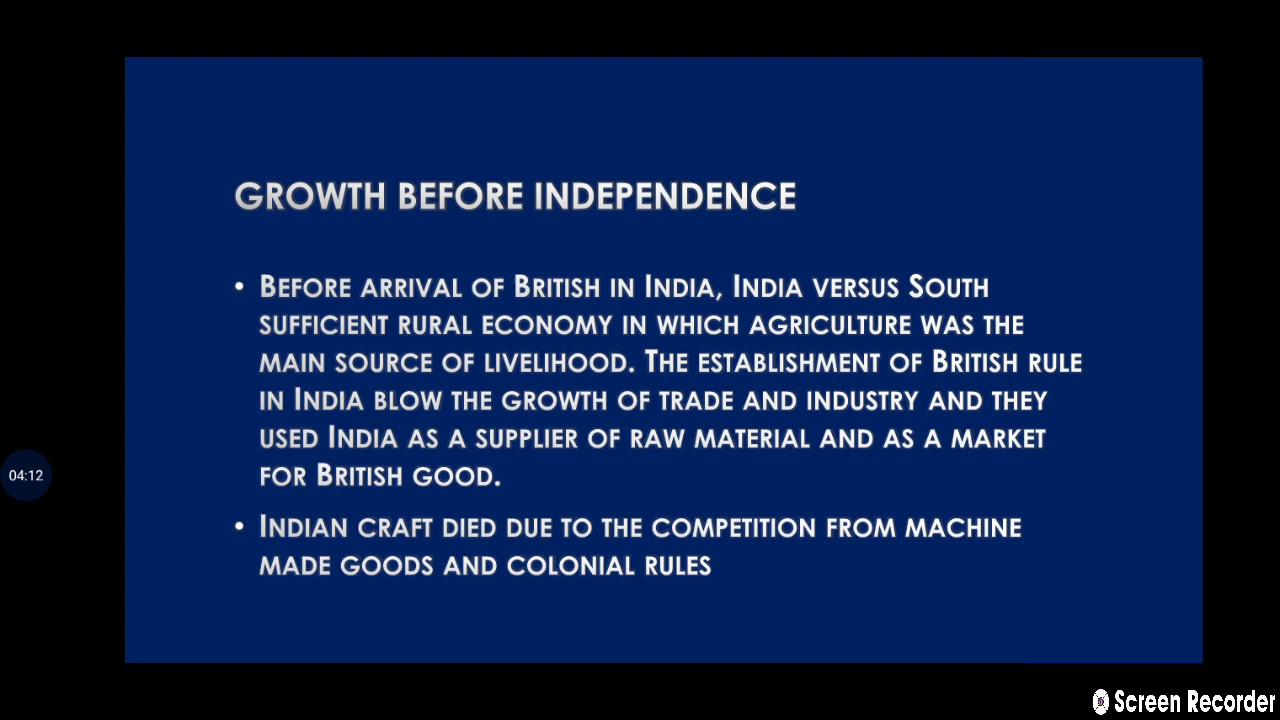 GROWTH BEFORE INDEPENDENCE
• BEFORE ARRIVAL OF BRITISH IN INDIA, INDIA VERSUS SOUTH
SUFFICIENT RURAL ECONOMY IN WHICH AGRICULTURE WAS THE
MAIN SOURCE OF LIVELIHOOD. THE ESTABLISHMENT OF BRITISH RULE
IN INDIA BLOW THE GROWTH OF TRADE AND INDUSTRY AND THEY
USED INDIA AS A SUPPLIER OF RAW MATERIAL AND AS A MARKET
FOR BRITISH GOOD.
04:12
• INDIAN CRAFT DIED DUE TO THE COMPETITION FROM MACHINE
MADE GOODS AND COLONIAL RULES
Screen Recorder